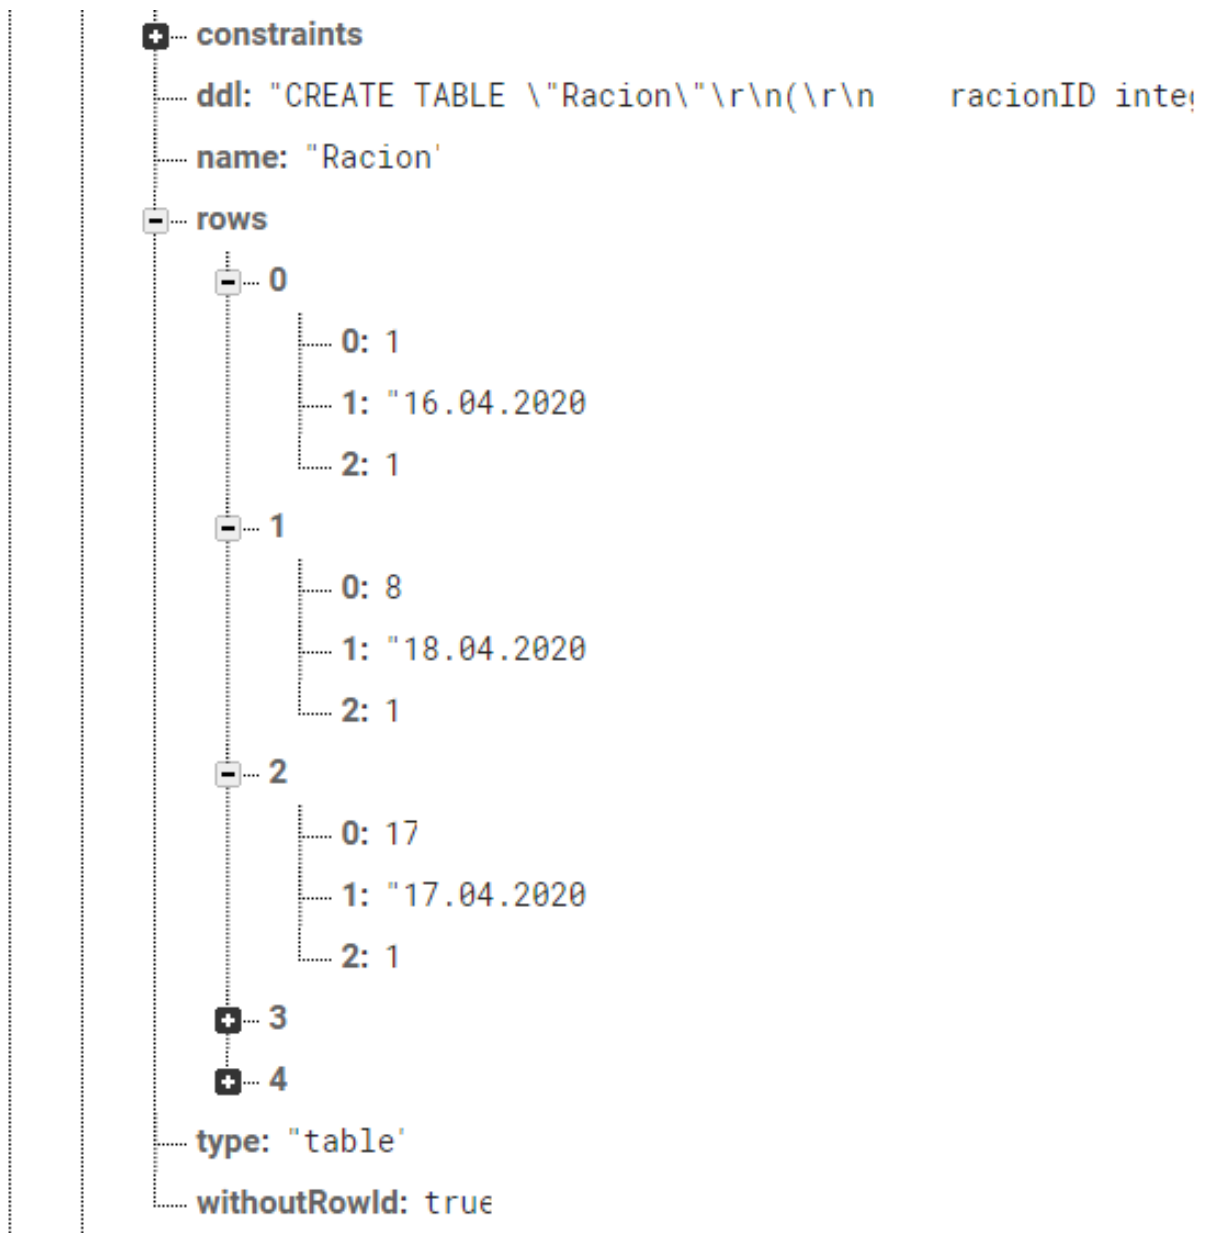 constraints
ddl: "CREATE TABLE \"Racion\"\r\n(\r\n    racionID integ
name: "Racion"
rows
0
0: 1
1: "16.04.2020
2: 1
1
0: 8
1: "18.04.2020
2: 1
2
0: 17
1: "17.04.2020
2: 1
3
4
type: "table"
withoutRowId: true